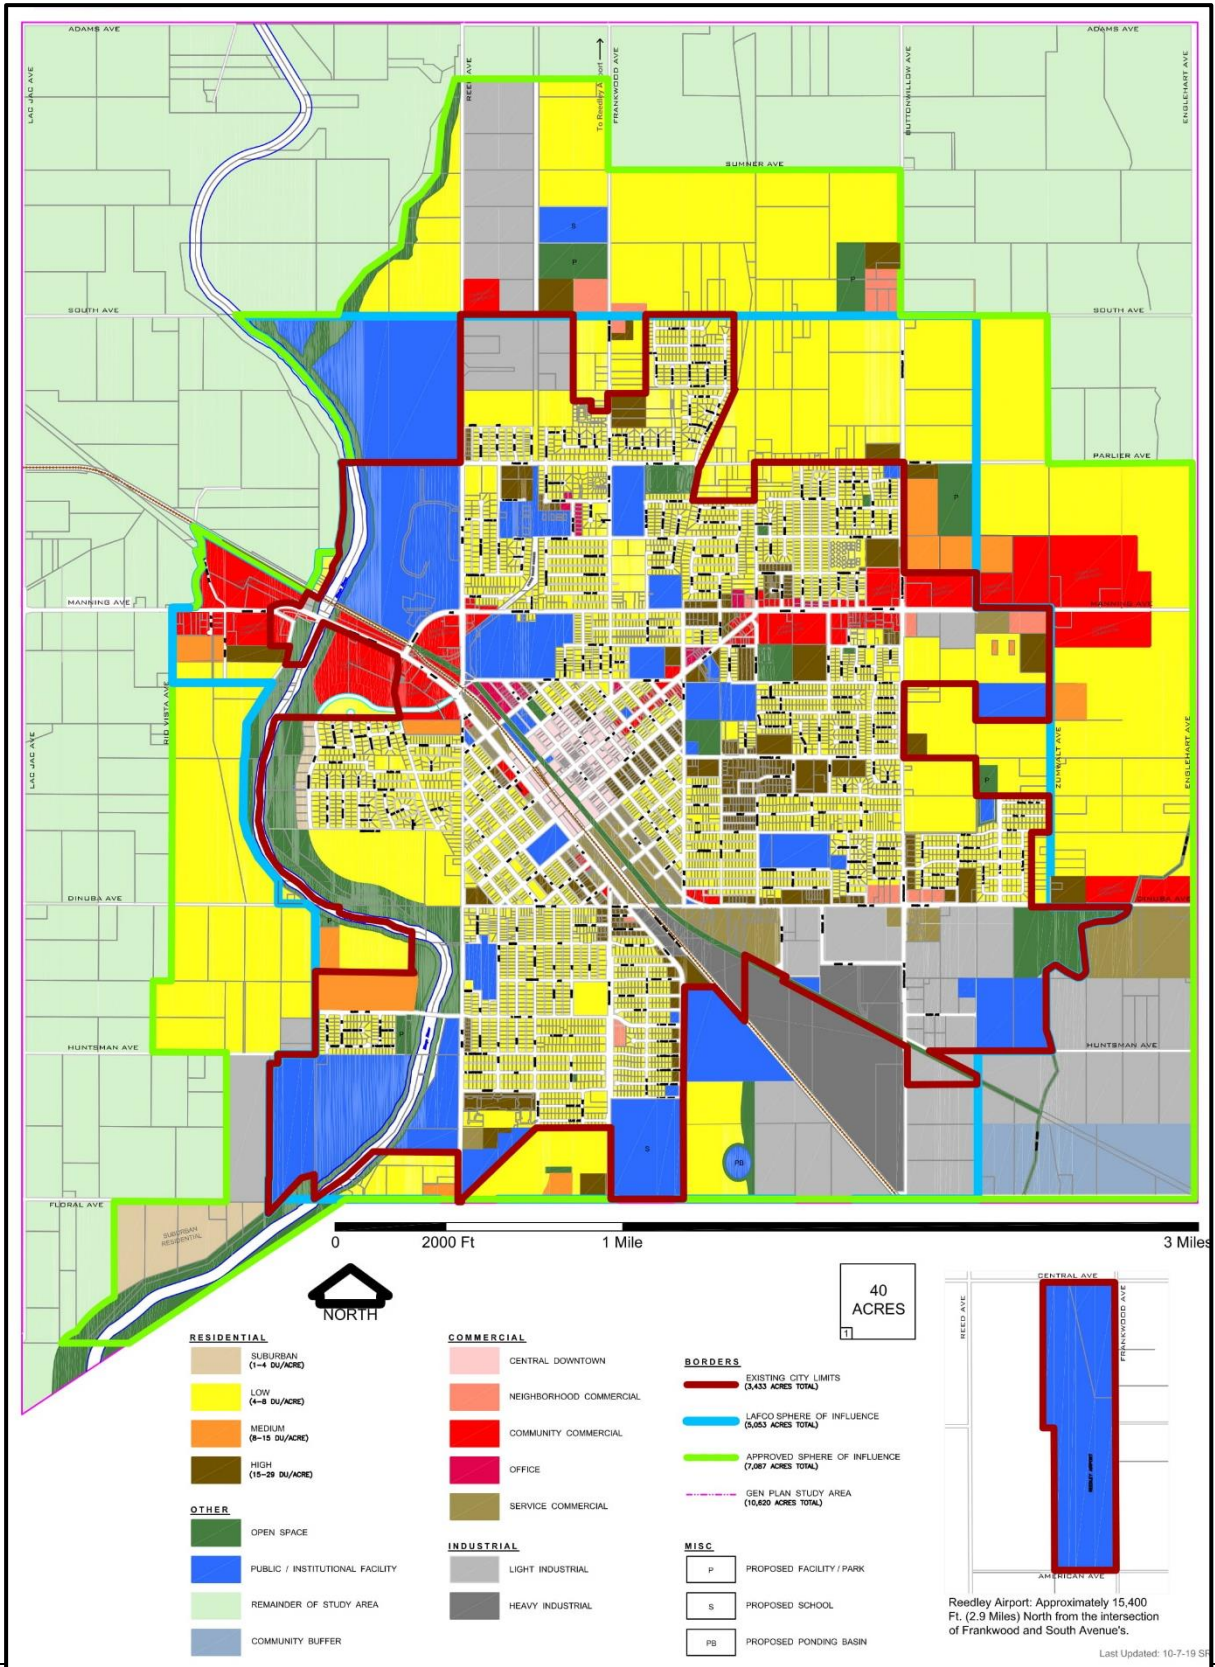 ADAMS AVE
ADAMS AVE
LAC JAC AVE
REED AVE
To Reedley Airport
FRANKWOOD AVE
BUTTONWILLOW AVE
ENGLEHART AVE
SUMNER AVE
S
P
P
SOUTH AVE
SOUTH AVE
PARLIER AVE
P
MANNING AVE
MANNING AVE
RIO VISTA AVE
LAC JAC AVE
ZUMWALT AVE
ENGLEHART AVE
P
DINUBA AVE
DINUBA AVE
P
P
HUNTSMAN AVE
HUNTSMAN AVE
S
PB
FLORAL AVE
SUBURBAN
RESIDENTIAL
0
2000 Ft
1 Mile
3 Miles
NORTH
40
ACRES
1
RESIDENTIAL
SUBURBAN
(1-4 DU/ACRE)
LOW
(4-8 DU/ACRE)
MEDIUM
(8-15 DU/ACRE)
HIGH
(15-29 DU/ACRE)
OTHER
OPEN SPACE
PUBLIC / INSTITUTIONAL FACILITY
REMAINDER OF STUDY AREA
COMMUNITY BUFFER
COMMERCIAL
CENTRAL DOWNTOWN
NEIGHBORHOOD COMMERCIAL
COMMUNITY COMMERCIAL
OFFICE
SERVICE COMMERCIAL
INDUSTRIAL
LIGHT INDUSTRIAL
HEAVY INDUSTRIAL
BORDERS
EXISTING CITY LIMITS
(3,433 ACRES TOTAL)
LAFCO SPHERE OF INFLUENCE
(5,053 ACRES TOTAL)
APPROVED SPHERE OF INFLUENCE
(7,087 ACRES TOTAL)
GEN PLAN STUDY AREA
(10,620 ACRES TOTAL)
MISC
P
PROPOSED FACILITY / PARK
S
PROPOSED SCHOOL
PB
PROPOSED PONDING BASIN
CENTRAL AVE
REED AVE
FRANKWOOD AVE
REEDLEY AIRPORT
AMERICAN AVE
Reedley Airport: Approximately 15,400
Ft. (2.9 Miles) North from the intersection
of Frankwood and South Avenue's.
Last Updated: 10-7-19 SR